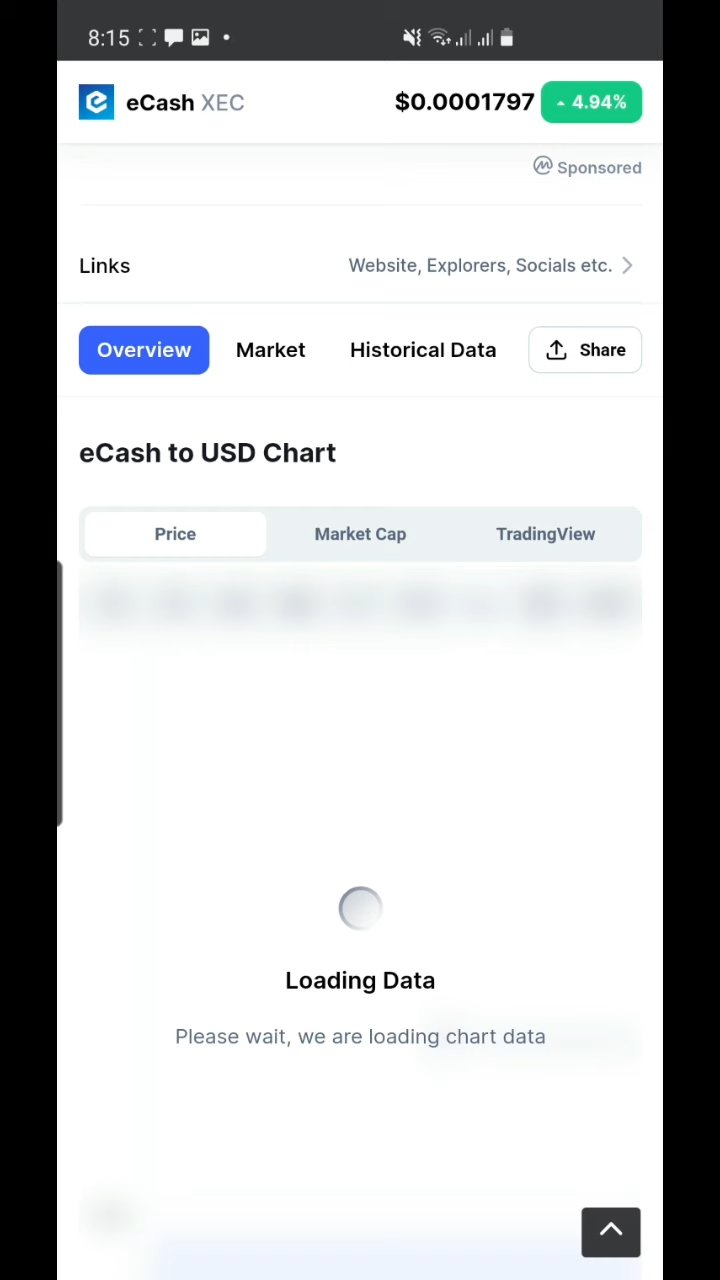 8:15
eCash XEC $0.0001797 4.94%
Sponsored
Links Website, Explorers, Socials etc.
Overview Market Historical Data Share
eCash to USD Chart
Price Market Cap TradingView
Loading Data
Please wait, we are loading chart data